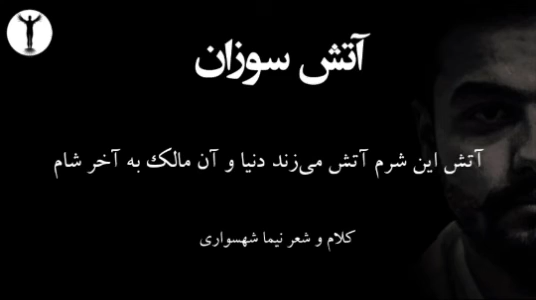 آتش سوزان
آتش این شرم آتش می‌زند دنیا و آن مالک به آخر شام
کلام و شعر نیما شهسواری